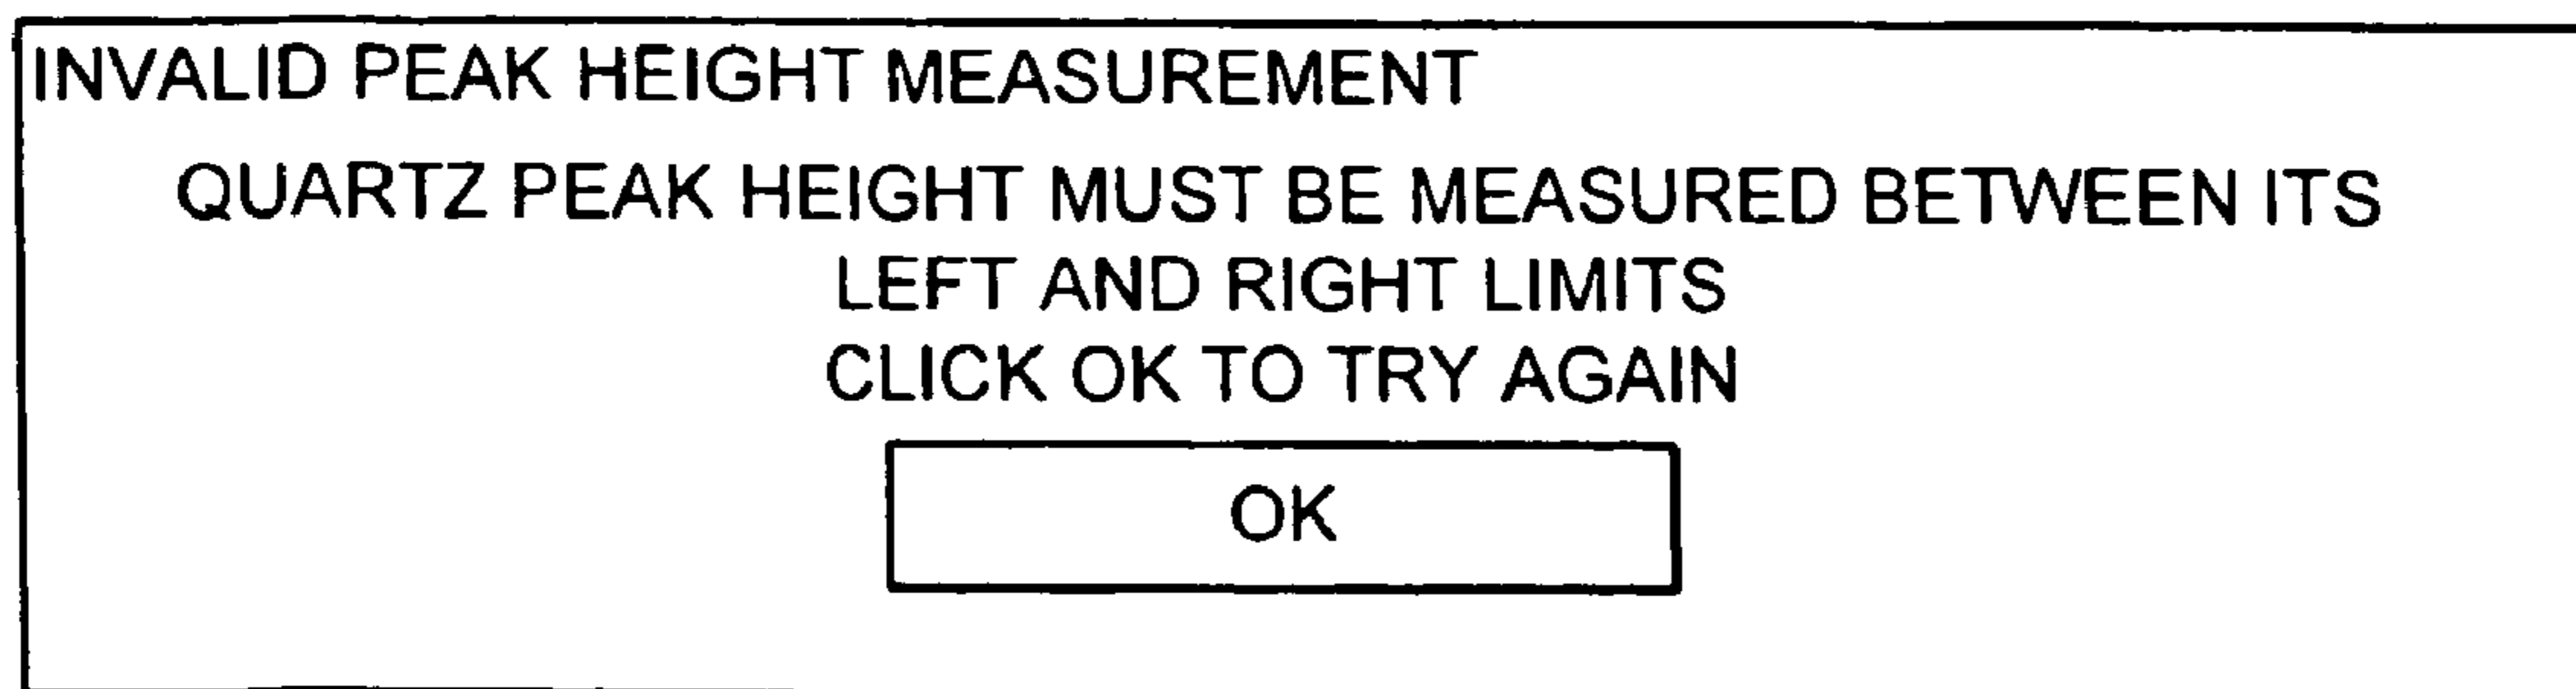 INVALID PEAK HEIGHT MEASUREMENT
QUARTZ PEAK HEIGHT MUST BE MEASURED BETWEEN ITS
LEFT AND RIGHT LIMITS
CLICK OK TO TRY AGAIN
OK